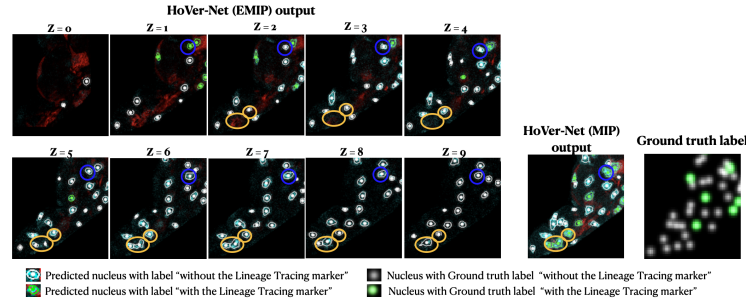 HoVer-Net (EMIP) output
Z = 0 Z = 1 Z = 2 Z = 3 Z = 4
HoVer-Net (MIP)
output
Ground truth label
Z = 5 Z = 6 Z = 7 Z = 8 Z = 9
Predicted nucleus with label “without the Lineage Tracing marker”
Nucleus with Ground truth label “without the Lineage Tracing marker”
Predicted nucleus with label “with the Lineage Tracing marker”
Nucleus with Ground truth label “with the Lineage Tracing marker”